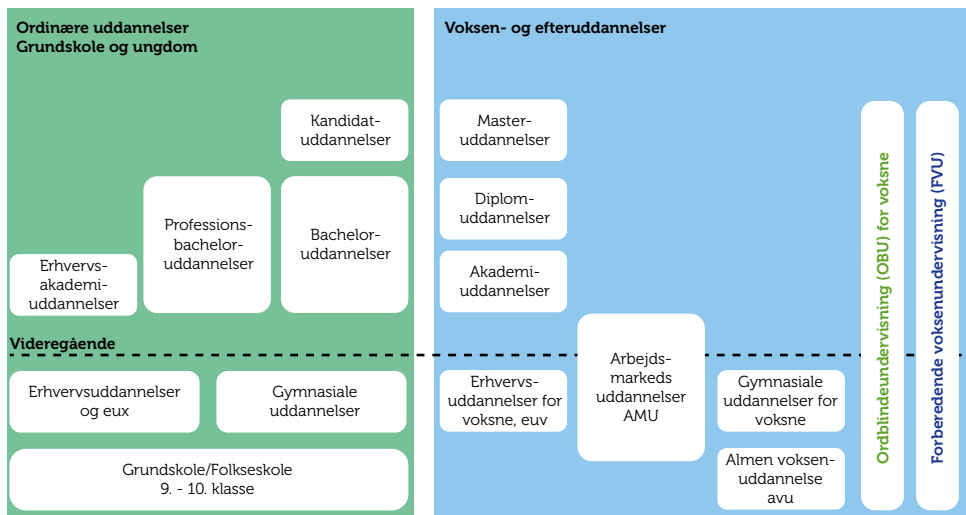 Ordinære uddannelser
Grundskole og ungdom
Kandidat-
uddannelser
Professions-
bachelor-
uddannelser
Bachelor-
uddannelser
Erhvervs-
akademi-
uddannelser
Videregående
Erhvervsuddannelser
og eux
Gymnasiale
uddannelser
Grundskole/Folkeskole
9. - 10. klasse
Voksen- og efteruddannelser
Master-
uddannelser
Diplom-
uddannelser
Akademi-
uddannelser
Erhvervs-
uddannelser for
voksne, euv
Arbejds-
markeds
uddannelser
AMU
Gymnasiale
uddannelser for
voksne
Almen voksen-
uddannelse
avu
Ordblindeundervisning (OBU) for voksne
Forberedende voksenundervisning (FVU)